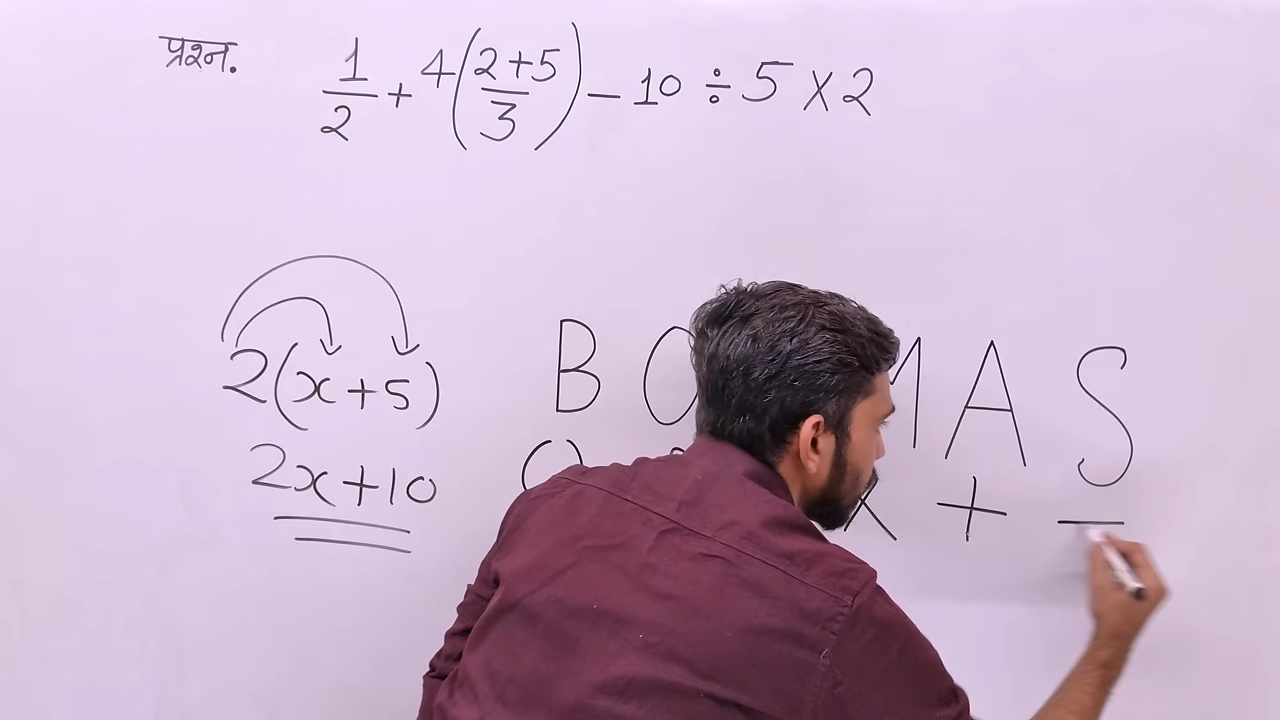 प्रश्न. 1/2 + 4((2+5)/3) - 10 ÷ 5 × 2
2(x+5) B O M A S
2x+10 () × + -